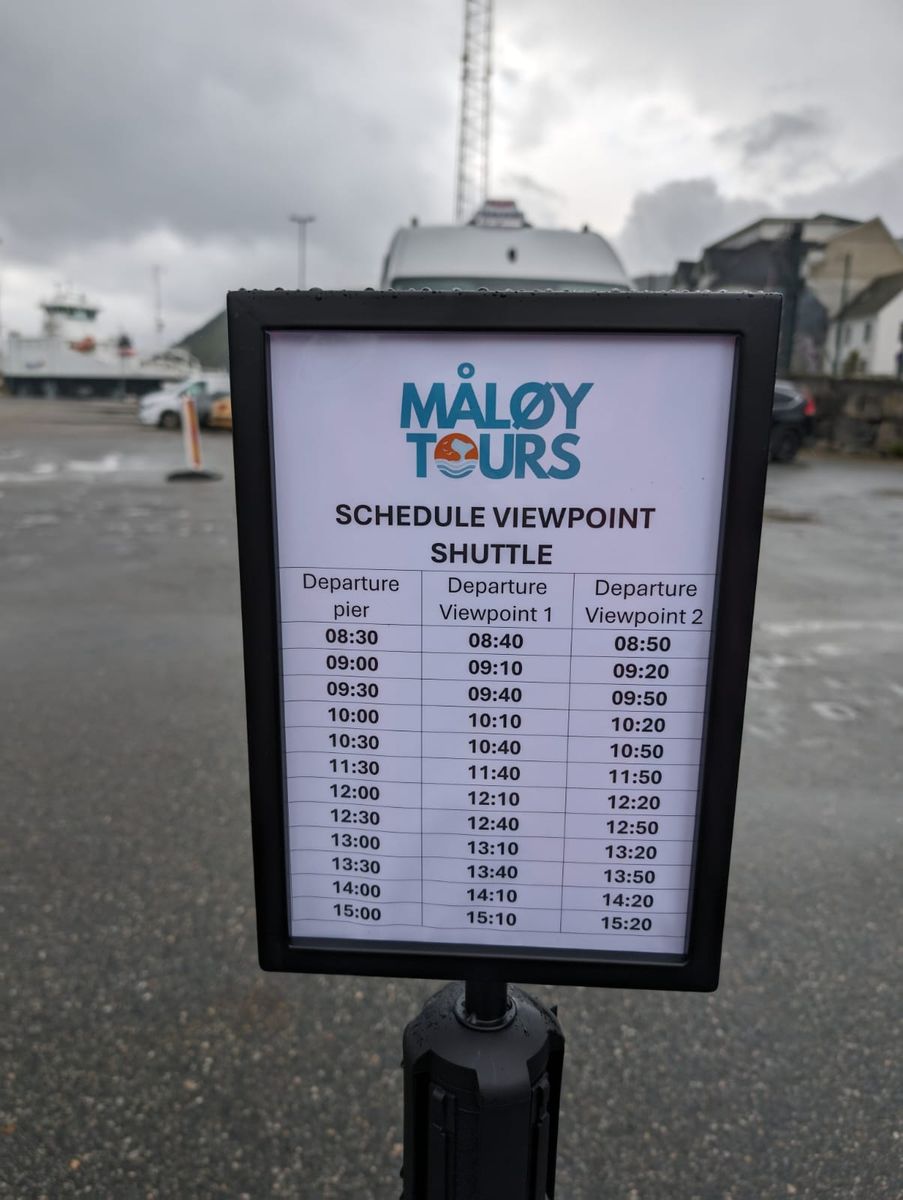 MÅLØY
TOURS
SCHEDULE VIEWPOINT
SHUTTLE
Departure pier Departure Viewpoint 1 Departure Viewpoint 2
08:30 08:40 08:50
09:00 09:10 09:20
09:30 09:40 09:50
10:00 10:10 10:20
10:30 10:40 10:50
11:30 11:40 11:50
12:00 12:10 12:20
12:30 12:40 12:50
13:00 13:10 13:20
13:30 13:40 13:50
14:00 14:10 14:20
15:00 15:10 15:20